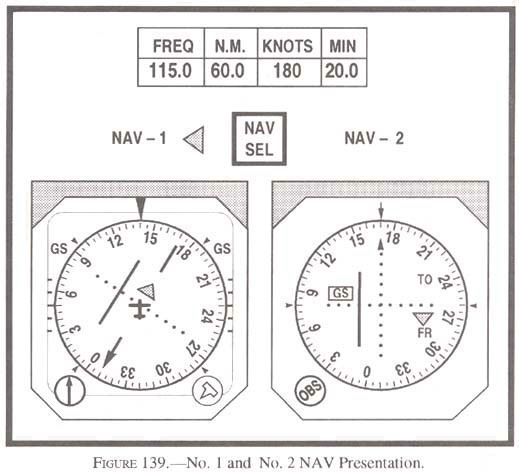 FREQ N.M. KNOTS MIN
115.0 60.0 180 20.0
NAV – 1
NAV
SEL
NAV – 2
GS
GS
12
15
18
21
24
27
30
33
0
3
6
9
12
15
18
21
24
27
30
33
0
3
6
9
GS
TO
FR
OBS
FIGURE 139.—No. 1 and No. 2 NAV Presentation.